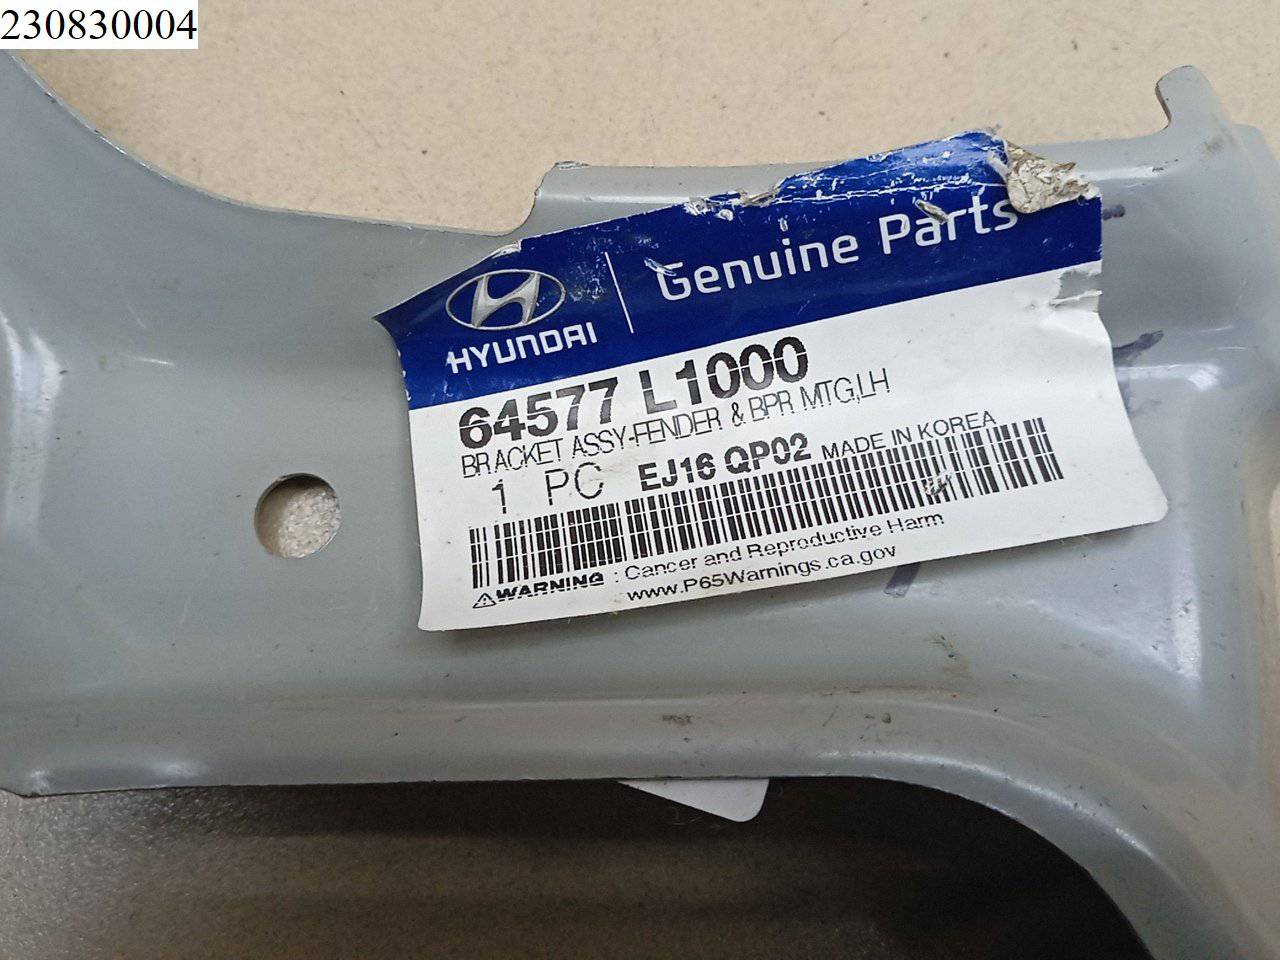 230830004
HYUNDAI
Genuine Parts
64577 L1000
BRACKET ASSY-FENDER & BPR MTG,LH
1 PC EJ16 QP02 MADE IN KOREA
⚠WARNING : Cancer and Reproductive Harm
www.P65Warnings.ca.gov